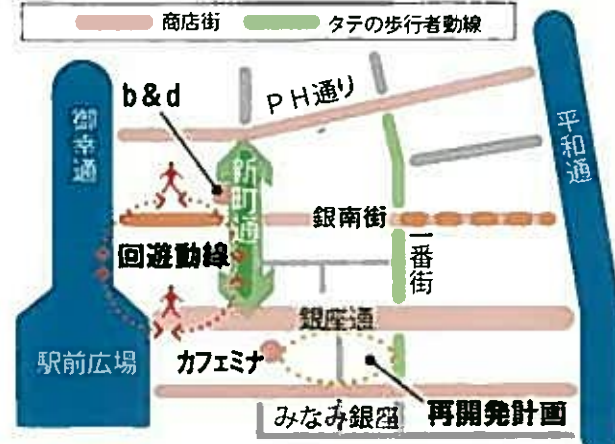 商店街
タテの歩行者動線
b&d
PH通り
御幸通
平和通
新町通
銀南街
回遊動線
一番街
銀座通
駅前広場
カフェミナ
みなみ銀座
再開発計画